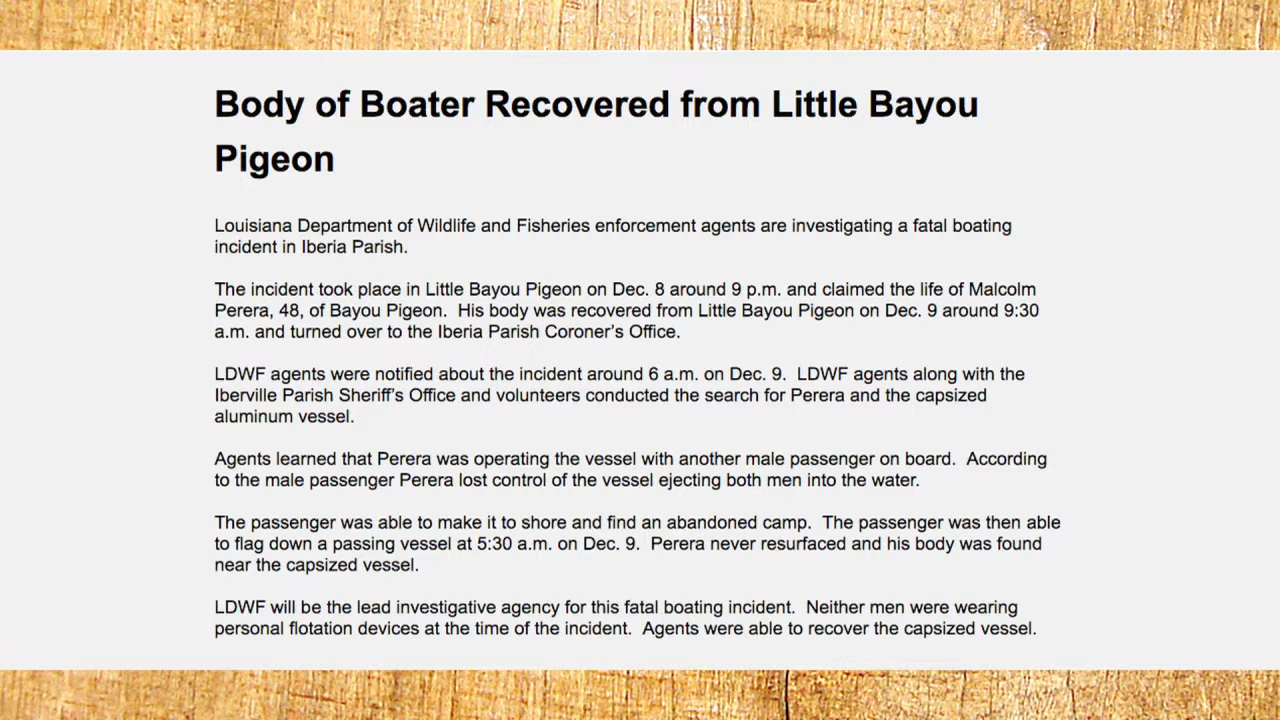 Body of Boater Recovered from Little Bayou
Pigeon
Louisiana Department of Wildlife and Fisheries enforcement agents are investigating a fatal boating
incident in Iberia Parish.
The incident took place in Little Bayou Pigeon on Dec. 8 around 9 p.m. and claimed the life of Malcolm
Perera, 48, of Bayou Pigeon.  His body was recovered from Little Bayou Pigeon on Dec. 9 around 9:30
a.m. and turned over to the Iberia Parish Coroner’s Office.
LDWF agents were notified about the incident around 6 a.m. on Dec. 9.  LDWF agents along with the
Iberville Parish Sheriff’s Office and volunteers conducted the search for Perera and the capsized
aluminum vessel.
Agents learned that Perera was operating the vessel with another male passenger on board.  According
to the male passenger Perera lost control of the vessel ejecting both men into the water.
The passenger was able to make it to shore and find an abandoned camp.  The passenger was then able
to flag down a passing vessel at 5:30 a.m. on Dec. 9.  Perera never resurfaced and his body was found
near the capsized vessel.
LDWF will be the lead investigative agency for this fatal boating incident.  Neither men were wearing
personal flotation devices at the time of the incident.  Agents were able to recover the capsized vessel.